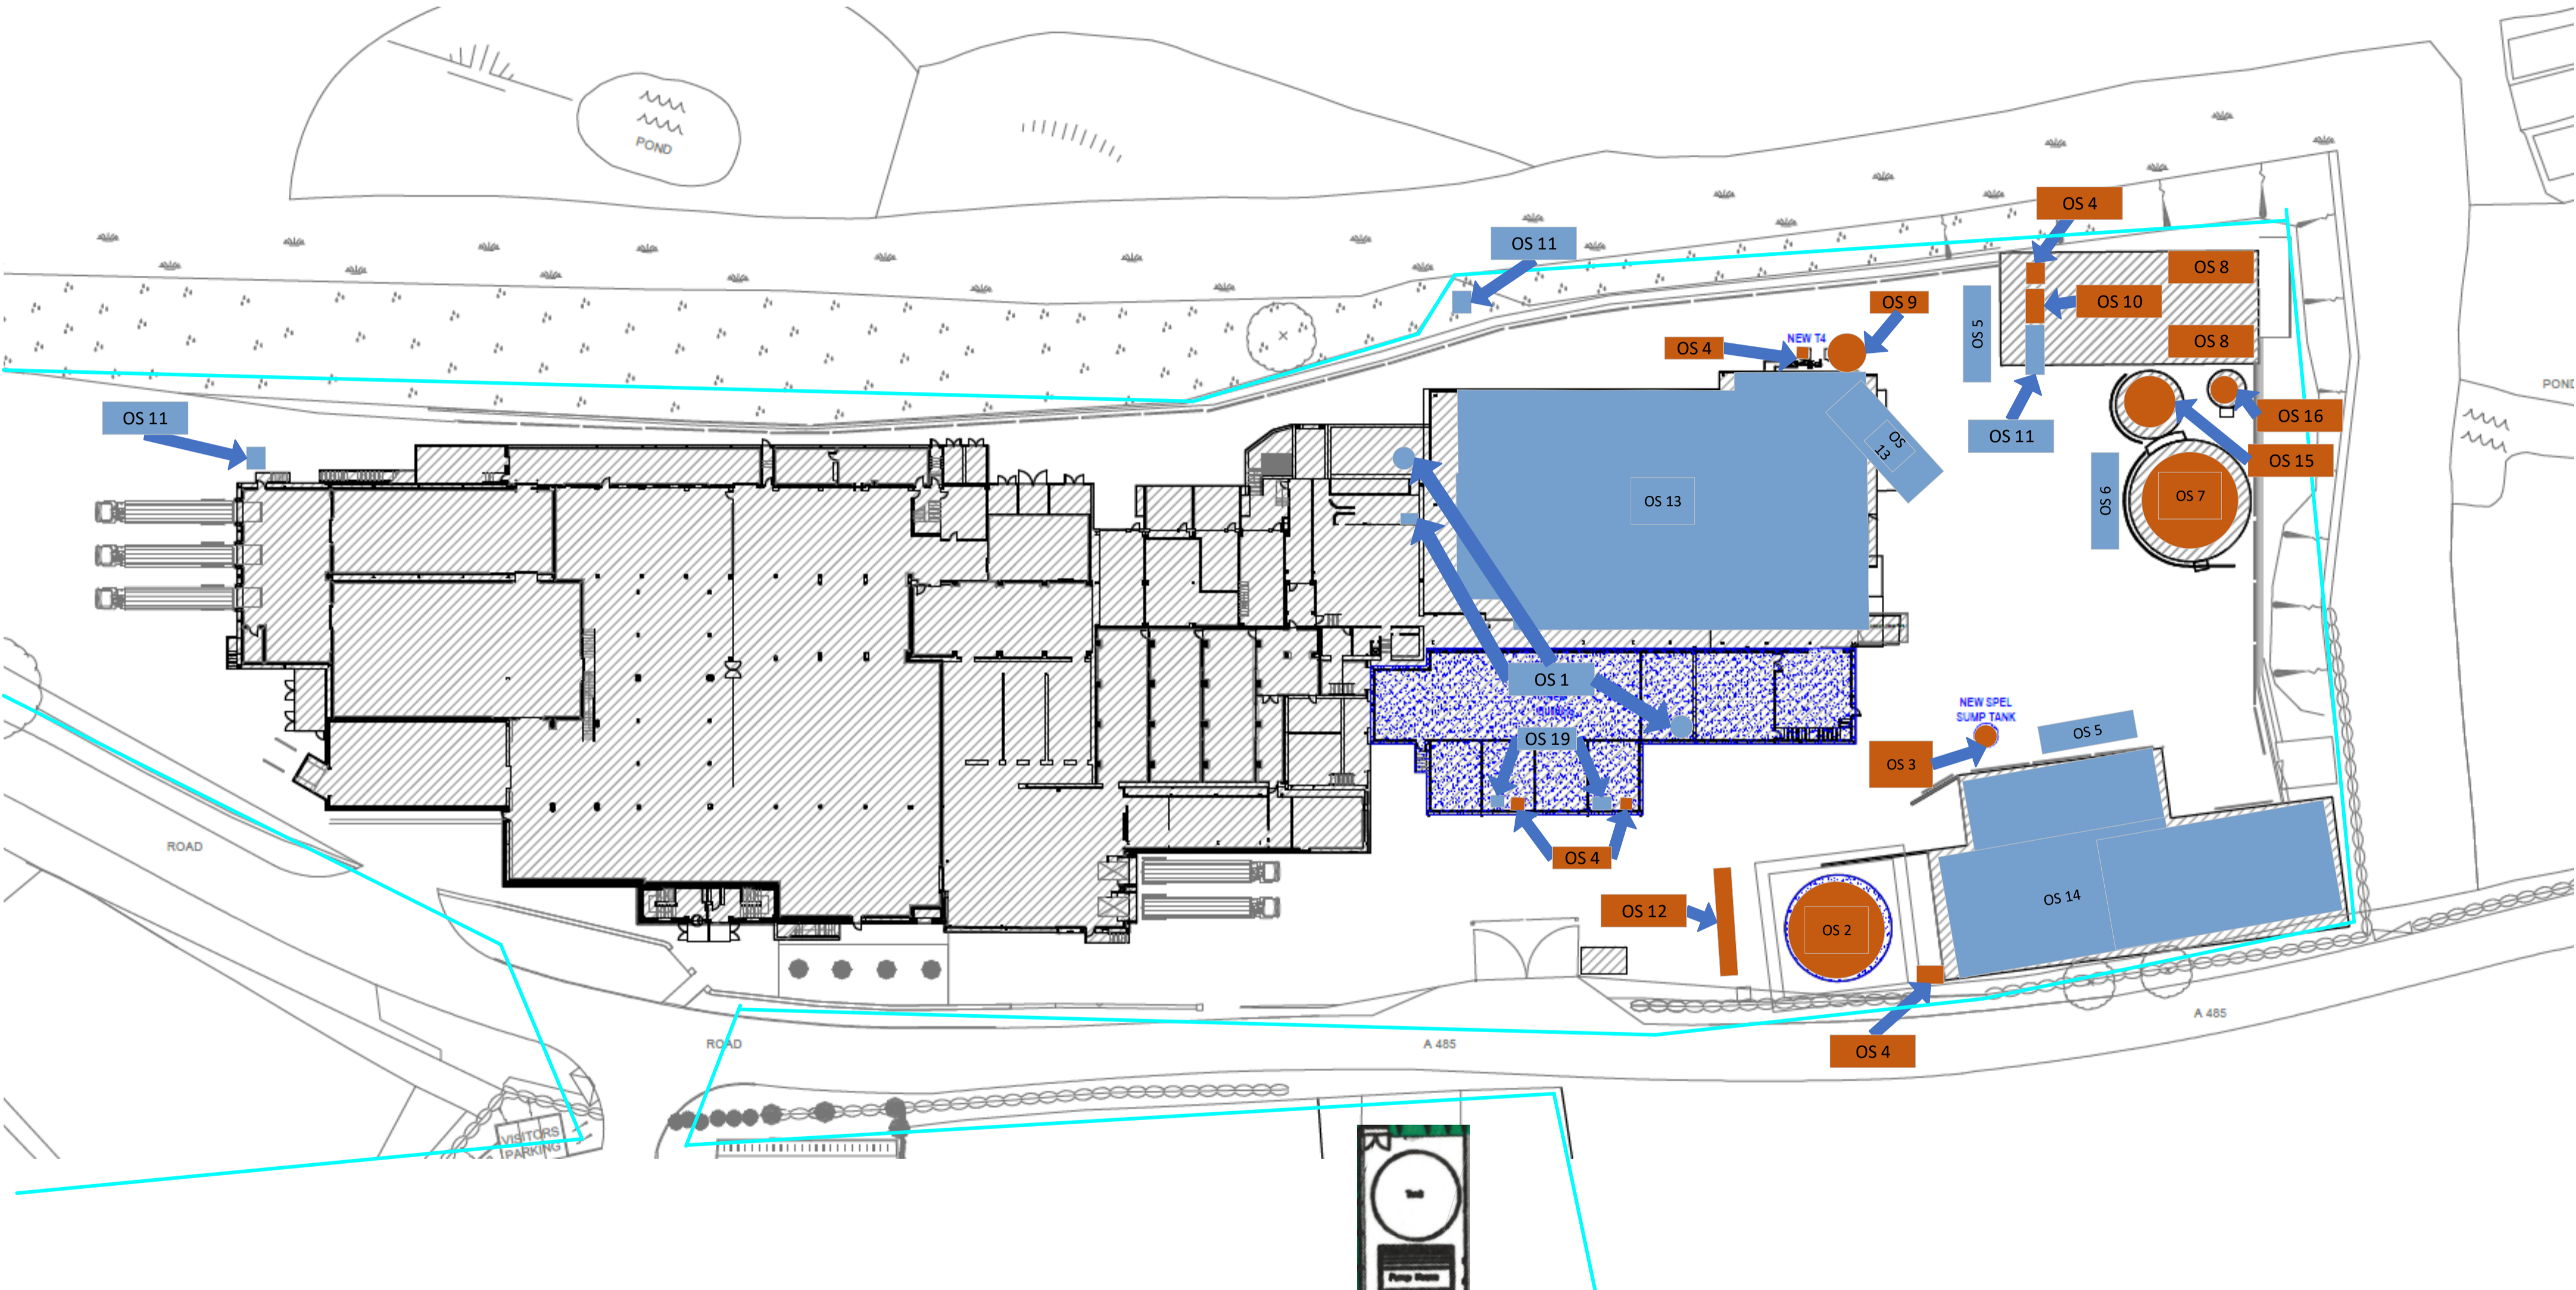 POND
OS 4
OS 11
OS 8
OS 10
OS 9
OS 5
NEW T4
OS 4
OS 8
POND
OS 11
OS 16
OS 11
OS 13
OS 15
OS 13
OS 7
OS 6
OS 1
NEW SPEL
SUMP TANK
OS 5
OS 19
OS 3
ROAD
OS 4
OS 14
OS 12
OS 2
A 485
ROAD
A 485
OS 4
VISITORS
PARKING
Tank
Pump House